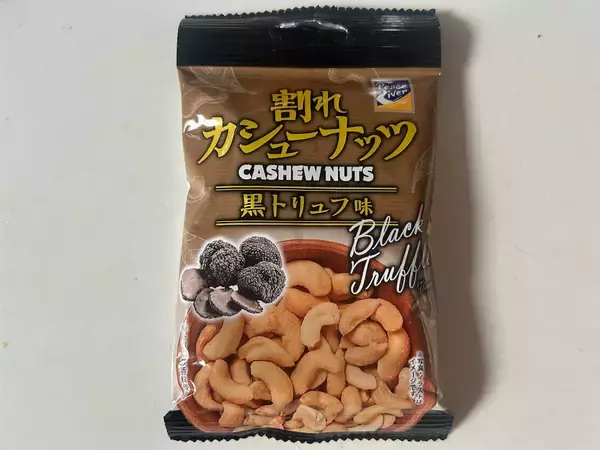 割れ
カシューナッツ
CASHEW NUTS
黒トリュフ味
Black
Truffle
River